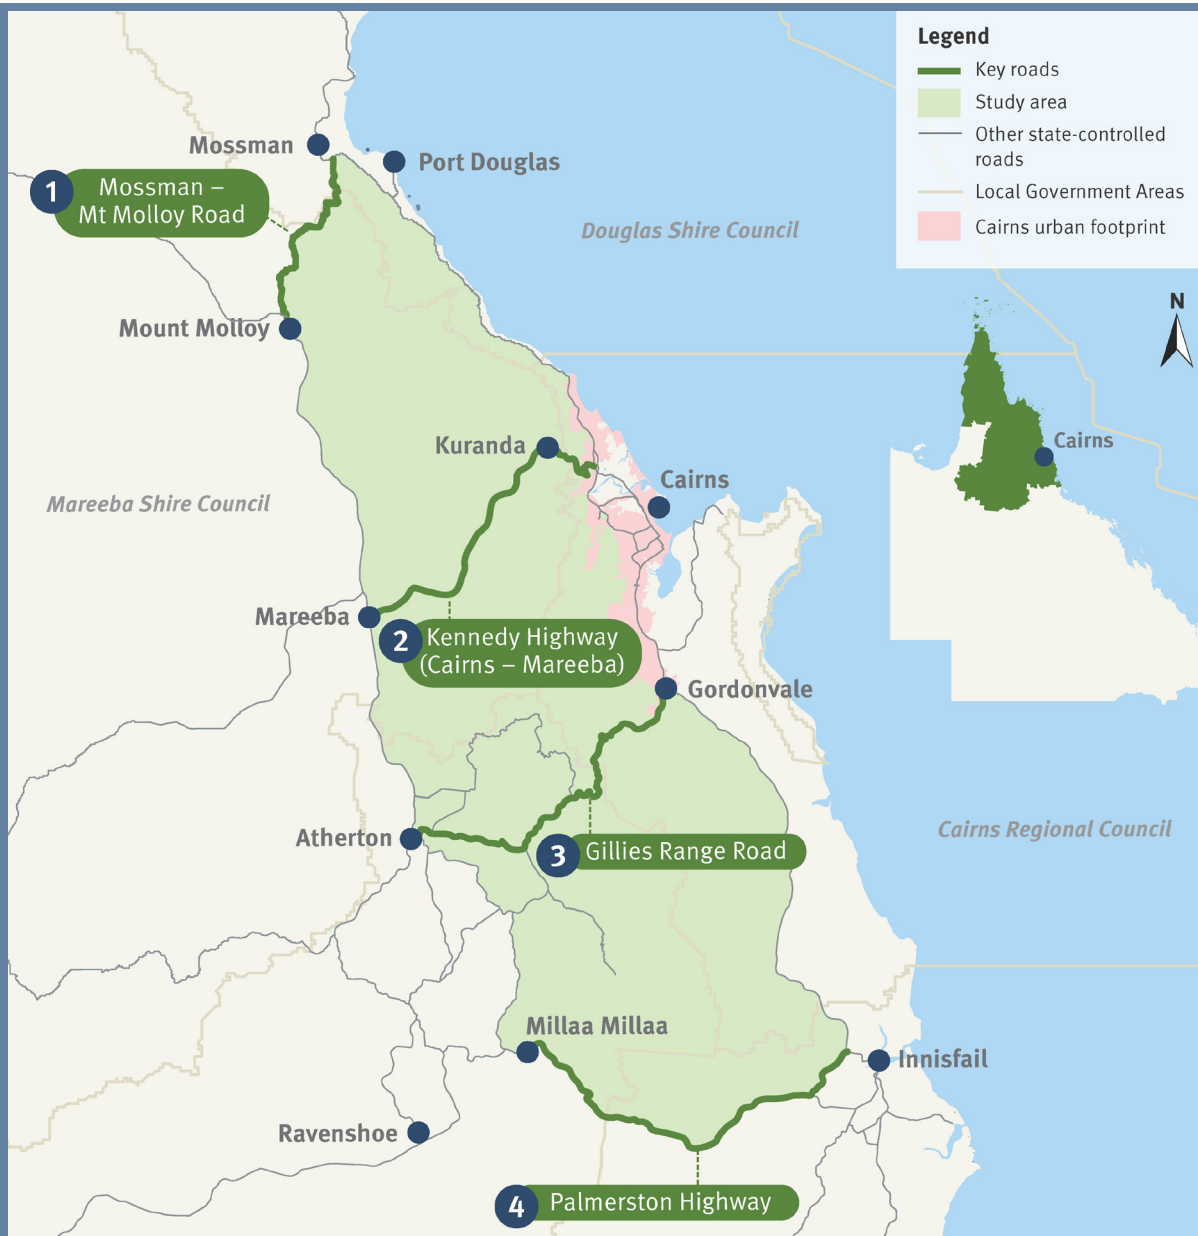 Legend
Key roads
Study area
Other state-controlled
roads
Local Government Areas
Cairns urban footprint
N
Cairns
Mossman
Port Douglas
1
Mossman –
Mt Molloy Road
Douglas Shire Council
Mount Molloy
Kuranda
Cairns
Mareeba Shire Council
Mareeba
2
Kennedy Highway
(Cairns – Mareeba)
Gordonvale
Atherton
3
Gillies Range Road
Cairns Regional Council
Millaa Millaa
Innisfail
Ravenshoe
4
Palmerston Highway